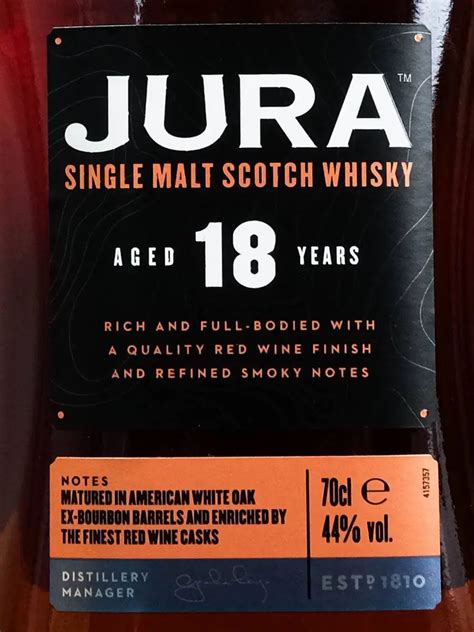 JURA™
SINGLE MALT SCOTCH WHISKY
AGED 18 YEARS
RICH AND FULL-BODIED WITH
A QUALITY RED WINE FINISH
AND REFINED SMOKY NOTES
NOTES
MATURED IN AMERICAN WHITE OAK
EX-BOURBON BARRELS AND ENRICHED BY
THE FINEST RED WINE CASKS
70cl ℮
44% vol.
4157357
DISTILLERY
MANAGER
ESTD 1810